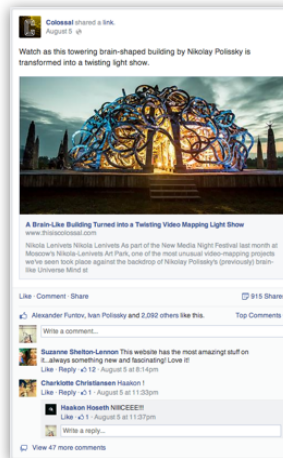 Colossal shared a link.
August 5
Watch as this towering brain-shaped building by Nikolay Polissky is
transformed into a twisting light show.
A Brain-Like Building Turned into a Twisting Video Mapping Light Show
www.thisiscolossal.com
Nikola Lenivets Nikola Lenivets As part of the New Media Night Festival last month at
Moscow's Nikola-Lenivets Art Park, one of the most unusual video-mapping projects
we've seen took place against the backdrop of Nikolay Polissky's (previously) brain-
like Universe Mind st
Like · Comment · Share 915 Shares
Alexander Funtov, Ivan Polissky and 2,092 others like this. Top Comments
Write a comment...
Suzanne Shelton-Lennon This website has the most amazingt stuff on
it...always something new and fascinating! Love it!
Like · Reply · 12 · August 5 at 8:14pm
Charklotte Christiansen Haakon !
Like · Reply · 1 · August 5 at 11:33pm
Haakon Hoseth NIIICEEE!!!
Like · 1 · August 5 at 11:37pm
Write a reply...
View 47 more comments